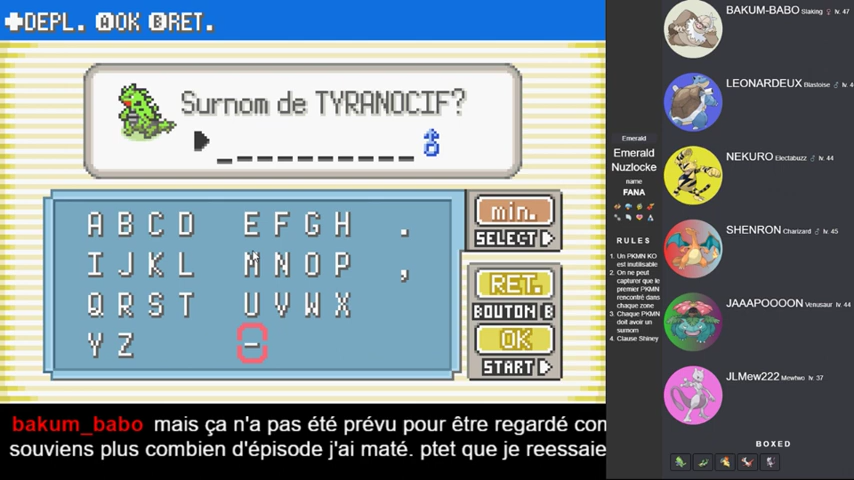 DEPL. A OK B RET.
Surnom de TYRANOCIF?
_ _ _ _ _ _ _ _ _ _ ♂
A B C D E F G H .
I J K L M N O P ,
Q R S T U V W X
Y Z -
min.
SELECT
RET.
BOUTON B
OK
START
bakum_babo mais ça n'a pas été prévu pour être regardé con
souviens plus combien d'épisode j'ai maté. ptet que je reessaie
Emerald
Emerald
Nuzlocke
name
FANA
RULES
1. Un PKMN KO
est inutilisable
2. On ne peut
capturer que le
premier PKMN
rencontré dans
chaque zone
3. Chaque PKMN
doit avoir un
surnom
4. Clause Shiney
BAKUM-BABO Slaking ♀ lv. 47
LEONARDEUX Blastoise ♂
NEKURO Electabuzz ♂ lv. 44
SHENRON Charizard ♂ lv. 45
JAAAPOOOON Venusaur lv. 44
JLMew222 Mewtwo lv. 37
BOXED